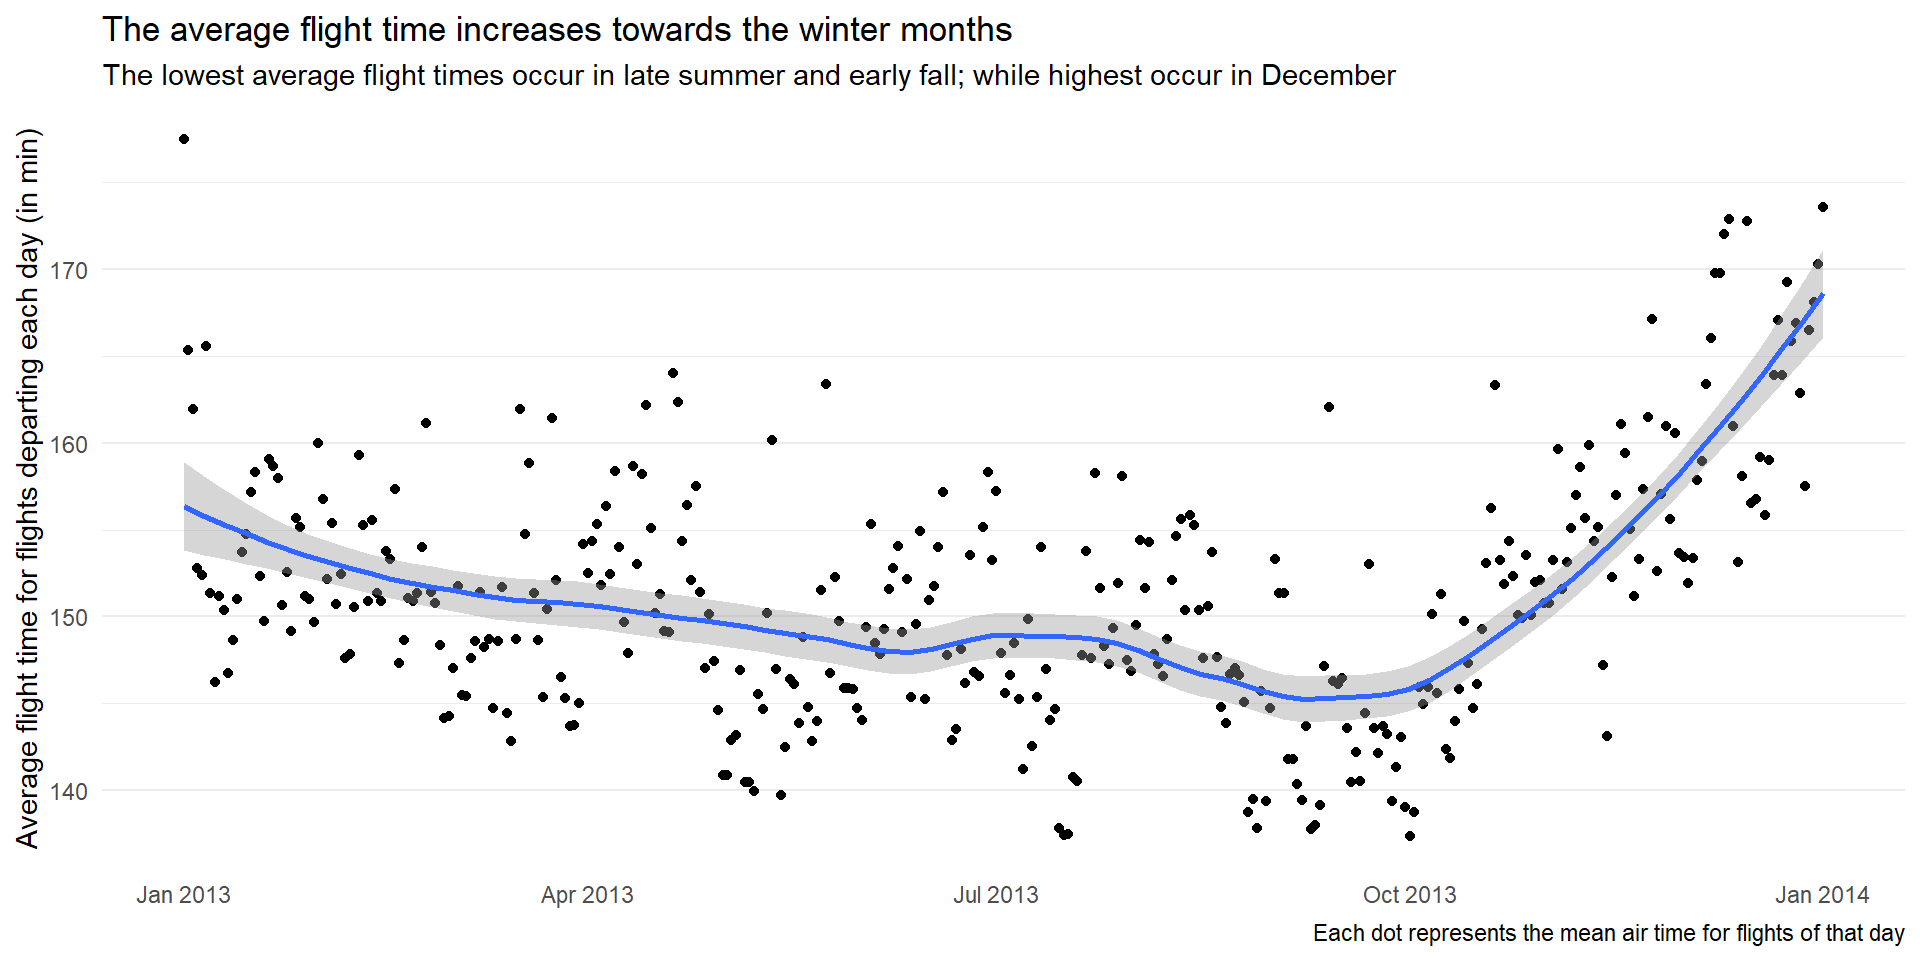 The average flight time increases towards the winter months
The lowest average flight times occur in late summer and early fall; while highest occur in December
Average flight time for flights departing each day (in min)
170
160
150
140
Jan 2013
Apr 2013
Jul 2013
Oct 2013
Jan 2014
Each dot represents the mean air time for flights of that day